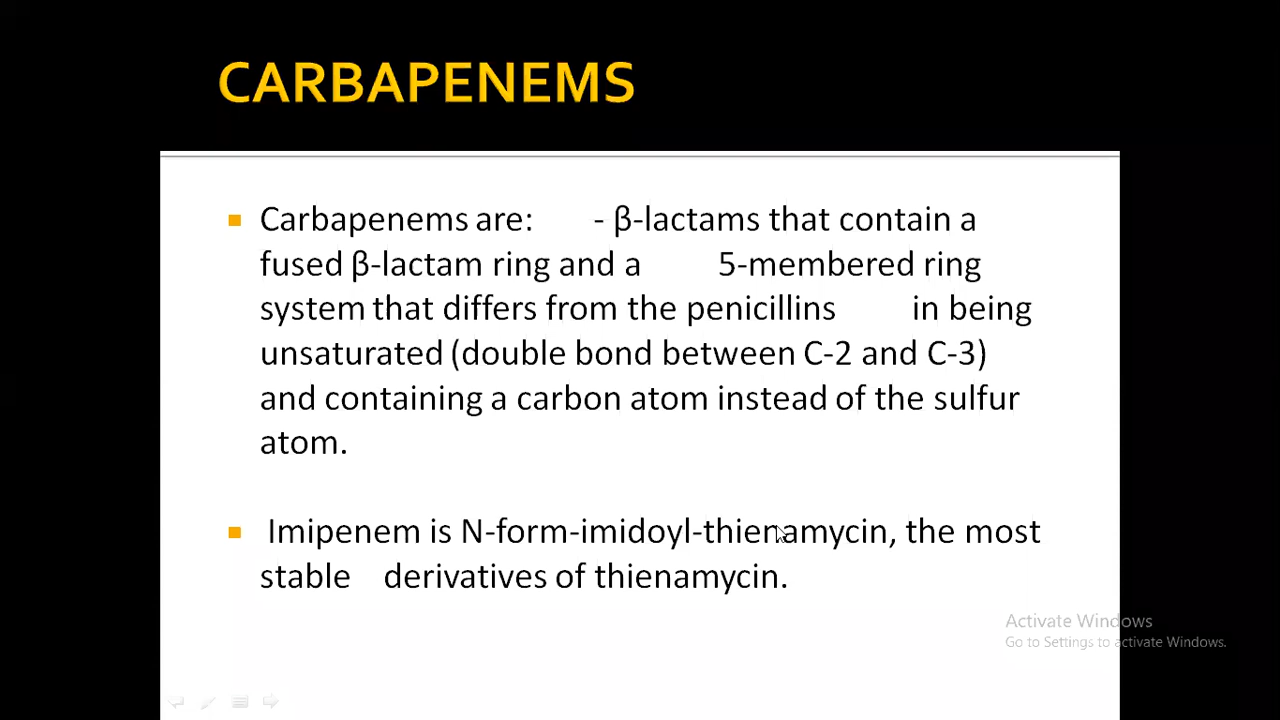 CARBAPENEMS
Carbapenems are: - β-lactams that contain a
fused β-lactam ring and a 5-membered ring
system that differs from the penicillins in being
unsaturated (double bond between C-2 and C-3)
and containing a carbon atom instead of the sulfur
atom.
Imipenem is N-form-imidoyl-thienamycin, the most
stable derivatives of thienamycin.
Activate Windows
Go to Settings to activate Windows.